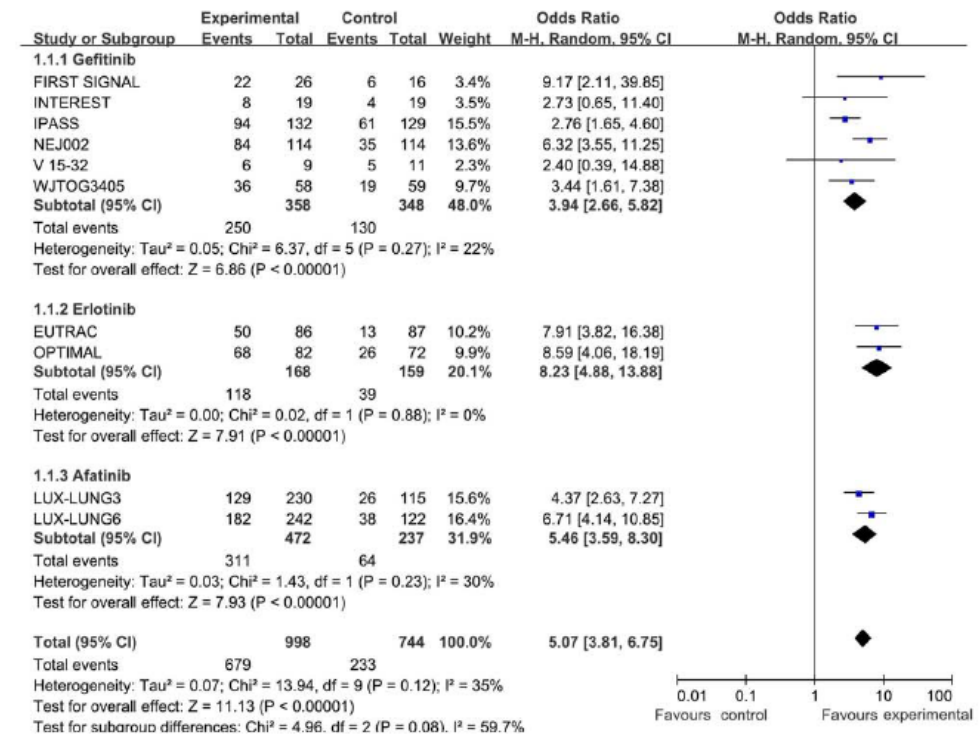 Experimental Control Odds Ratio Odds Ratio
Study or Subgroup Events Total Events Total Weight M-H, Random, 95% CI M-H, Random, 95% CI
1.1.1 Gefitinib
FIRST SIGNAL 22 26 6 16 3.4% 9.17 [2.11, 39.85]
INTEREST 8 19 4 19 3.5% 2.73 [0.65, 11.40]
IPASS 94 132 61 129 15.5% 2.76 [1.65, 4.60]
NEJ002 84 114 35 114 13.6% 6.32 [3.55, 11.25]
V 15-32 6 9 5 11 2.3% 2.40 [0.39, 14.88]
WJTOG3405 36 58 19 59 9.7% 3.44 [1.61, 7.38]
Subtotal (95% CI) 358 348 48.0% 3.94 [2.66, 5.82]
Total events 250 130
Heterogeneity: Tau² = 0.05; Chi² = 6.37, df = 5 (P = 0.27); I² = 22%
Test for overall effect: Z = 6.86 (P < 0.00001)
1.1.2 Erlotinib
EUTRAC 50 86 13 87 10.2% 7.91 [3.82, 16.38]
OPTIMAL 68 82 26 72 9.9% 8.59 [4.06, 18.19]
Subtotal (95% CI) 168 159 20.1% 8.23 [4.88, 13.88]
Total events 118 39
Heterogeneity: Tau² = 0.00; Chi² = 0.02, df = 1 (P = 0.88); I² = 0%
Test for overall effect: Z = 7.91 (P < 0.00001)
1.1.3 Afatinib
LUX-LUNG3 129 230 26 115 15.6% 4.37 [2.63, 7.27]
LUX-LUNG6 182 242 38 122 16.4% 6.71 [4.14, 10.85]
Subtotal (95% CI) 472 237 31.9% 5.46 [3.59, 8.30]
Total events 311 64
Heterogeneity: Tau² = 0.03; Chi² = 1.43, df = 1 (P = 0.23); I² = 30%
Test for overall effect: Z = 7.93 (P < 0.00001)
Total (95% CI) 998 744 100.0% 5.07 [3.81, 6.75]
Total events 679 233
Heterogeneity: Tau² = 0.07; Chi² = 13.94, df = 9 (P = 0.12); I² = 35%
Test for overall effect: Z = 11.13 (P < 0.00001)
Test for subgroup differences: Chi² = 4.96, df = 2 (P = 0.08), I² = 59.7%
0.01 0.1 1 10 100
Favours control Favours experimental